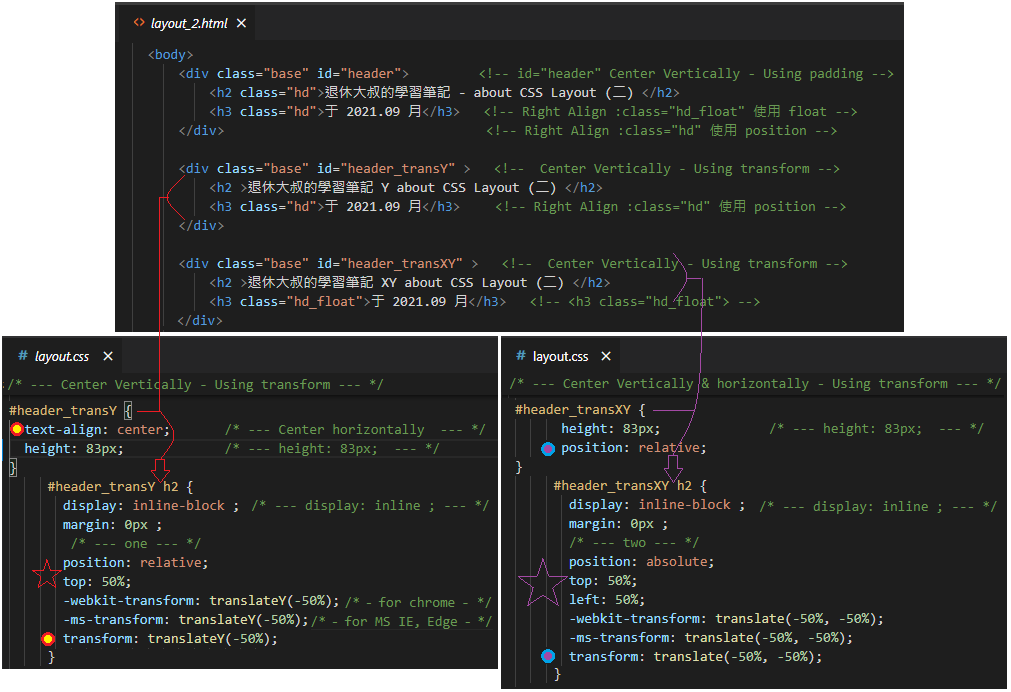 <> layout_2.html ×
<body>
<div class="base" id="header"> <!-- id="header" Center Vertically - Using padding -->
<h2 class="hd">退休大叔的學習筆記 - about CSS Layout (二) </h2>
<h3 class="hd">于 2021.09 月</h3> <!-- Right Align :class="hd_float" 使用 float -->
</div> <!-- Right Align :class="hd" 使用 position -->
<div class="base" id="header_transY" > <!-- Center Vertically - Using transform -->
<h2 >退休大叔的學習筆記 Y about CSS Layout (二) </h2>
<h3 class="hd">于 2021.09 月</h3> <!-- Right Align :class="hd" 使用 position -->
</div>
<div class="base" id="header_transXY" > <!-- Center Vertically - Using transform -->
<h2 >退休大叔的學習筆記 XY about CSS Layout (二) </h2>
<h3 class="hd_float">于 2021.09 月</h3> <!-- <h3 class="hd_float"> -->
</div>
# layout.css ×
/* --- Center Vertically - Using transform --- */
#header_transY {
text-align: center; /* --- Center horizontally --- */
height: 83px; /* --- height: 83px; --- */
}
#header_transY h2 {
display: inline-block ; /* --- display: inline ; --- */
margin: 0px ;
/* --- one --- */
position: relative;
top: 50%;
-webkit-transform: translateY(-50%); /* - for chrome - */
-ms-transform: translateY(-50%); /* - for MS IE, Edge - */
transform: translateY(-50%);
}
# layout.css ×
/* --- Center Vertically & horizontally - Using transform --- */
#header_transXY {
height: 83px; /* --- height: 83px; --- */
position: relative;
}
#header_transXY h2 {
display: inline-block ; /* --- display: inline ; --- */
margin: 0px ;
/* --- two --- */
position: absolute;
top: 50%;
left: 50%;
-webkit-transform: translate(-50%, -50%);
-ms-transform: translate(-50%, -50%);
transform: translate(-50%, -50%);
}